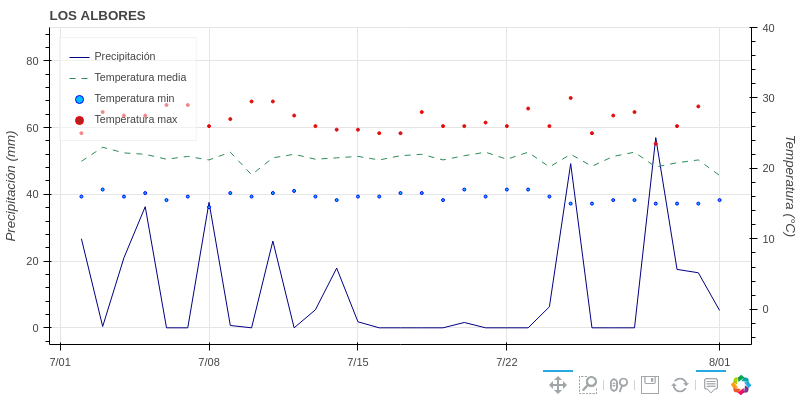 LOS ALBORES
Precipitación
Temperatura media
Temperatura min
Temperatura max
Precipitación (mm)
80
60
40
20
0
Temperatura (°C)
40
30
20
10
0
7/01
7/08
7/15
7/22
8/01